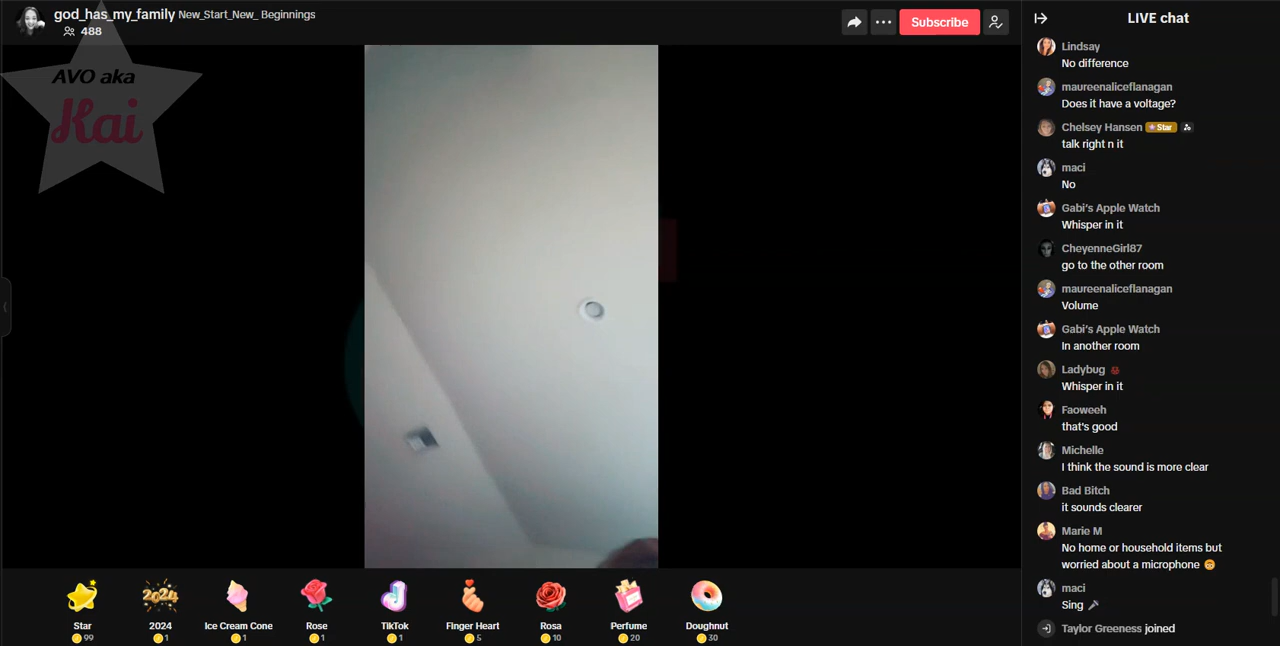 god_has_my_family New_Start_New_ Beginnings
488
Subscribe
AVO aka
Kai
LIVE chat
Lindsay
No difference
maureenaliceflanagan
Does it have a voltage?
Chelsey Hansen Star
talk right n it
maci
No
Gabi's Apple Watch
Whisper in it
CheyenneGirl87
go to the other room
maureenaliceflanagan
Volume
Gabi's Apple Watch
In another room
Ladybug
Whisper in it
Faoweeh
that's good
Michelle
I think the sound is more clear
Bad Bitch
it sounds clearer
Marie M
No home or household items but
worried about a microphone 🤭
maci
Sing 🎤
Taylor Greeness joined
2024
Star 2024 Ice Cream Cone Rose TikTok Finger Heart Rosa Perfume Doughnut
99 1 1 1 1 5 10 20 30